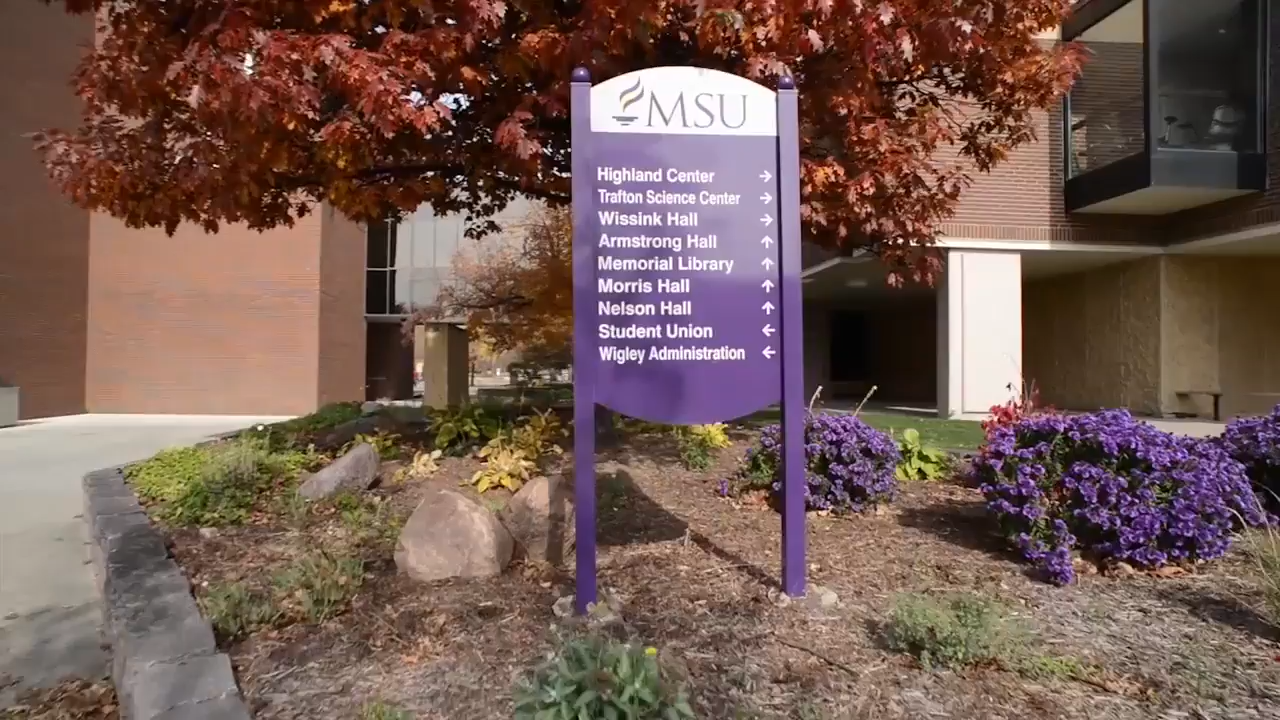 MSU
Highland Center →
Trafton Science Center →
Wissink Hall →
Armstrong Hall ↑
Memorial Library ↑
Morris Hall ↑
Nelson Hall ↑
Student Union ←
Wigley Administration ←